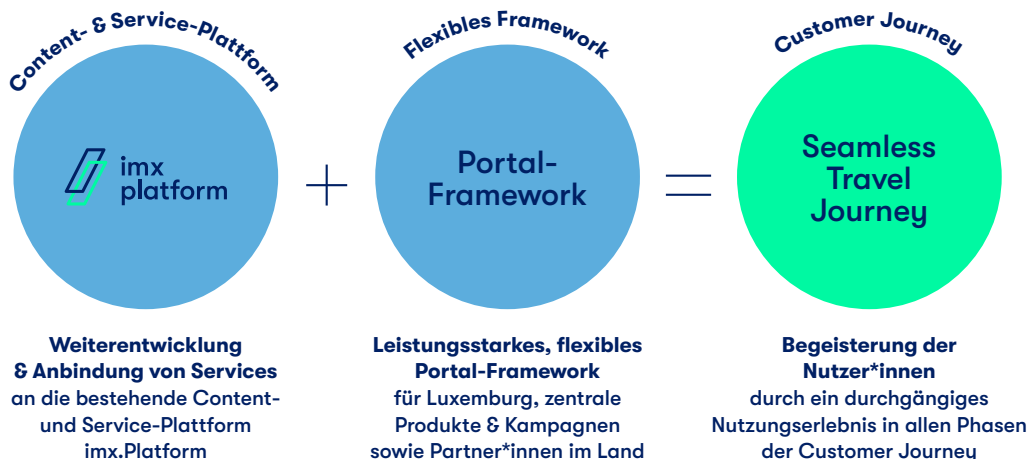 Content- & Service-Plattform
imx
platform
Weiterentwicklung
& Anbindung von Services
an die bestehende Content-
und Service-Plattform
imx.Platform
+
Flexibles Framework
Portal-
Framework
Leistungsstarkes, flexibles
Portal-Framework
für Luxemburg, zentrale
Produkte & Kampagnen
sowie Partner*innen im Land
=
Customer Journey
Seamless
Travel
Journey
Begeisterung der
Nutzer*innen
durch ein durchgängiges
Nutzungserlebnis in allen Phasen
der Customer Journey